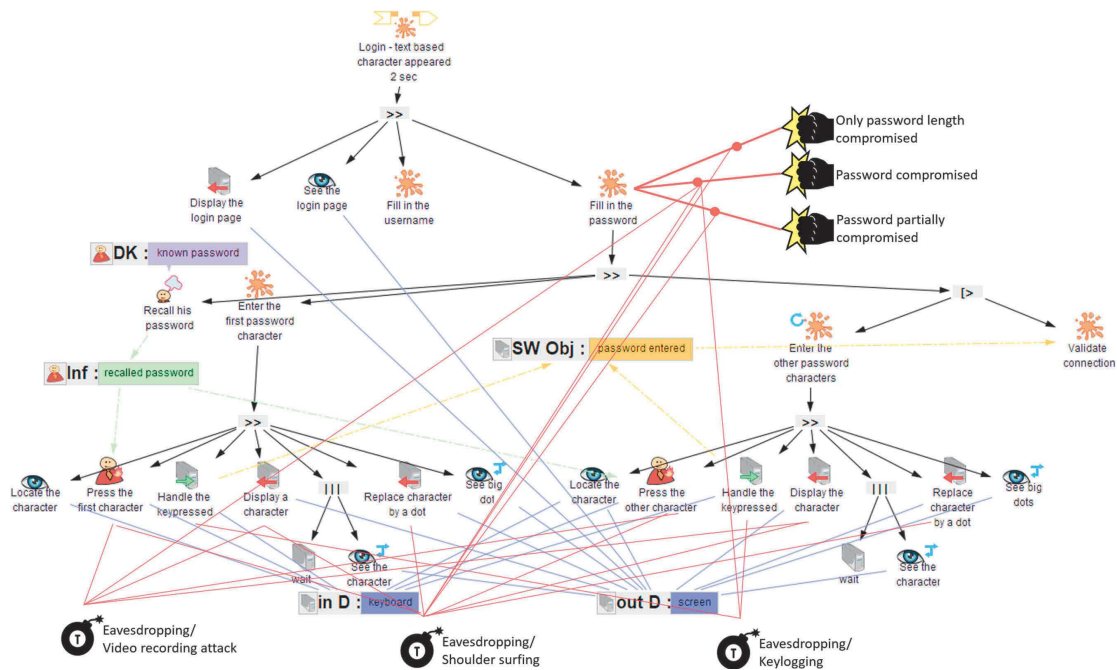 Login - text based
character appeared
2 sec
>>
Only password length
compromised
Password compromised
Password partially
compromised
Display the
login page
See the
login page
Fill in the
username
Fill in the
password
DK : known password
>>
[>
Recall his
password
Enter the
first password
character
SW Obj : password entered
Enter the
other password
characters
Validate
connection
Inf : recalled password
>>
>>
Locate the
character
Press the
first character
Handle the
keypressed
Display a
character
|||
Replace character
by a dot
See big
dot
Locate the
character
Press the
other character
Handle the
keypressed
Display the
character
|||
Replace
character
by a dot
See big
dots
wait
See the
character
wait
See the
character
in D : keyboard
out D : screen
T
Eavesdropping/
Video recording attack
T
Eavesdropping/
Shoulder surfing
T
Eavesdropping/
Keylogging